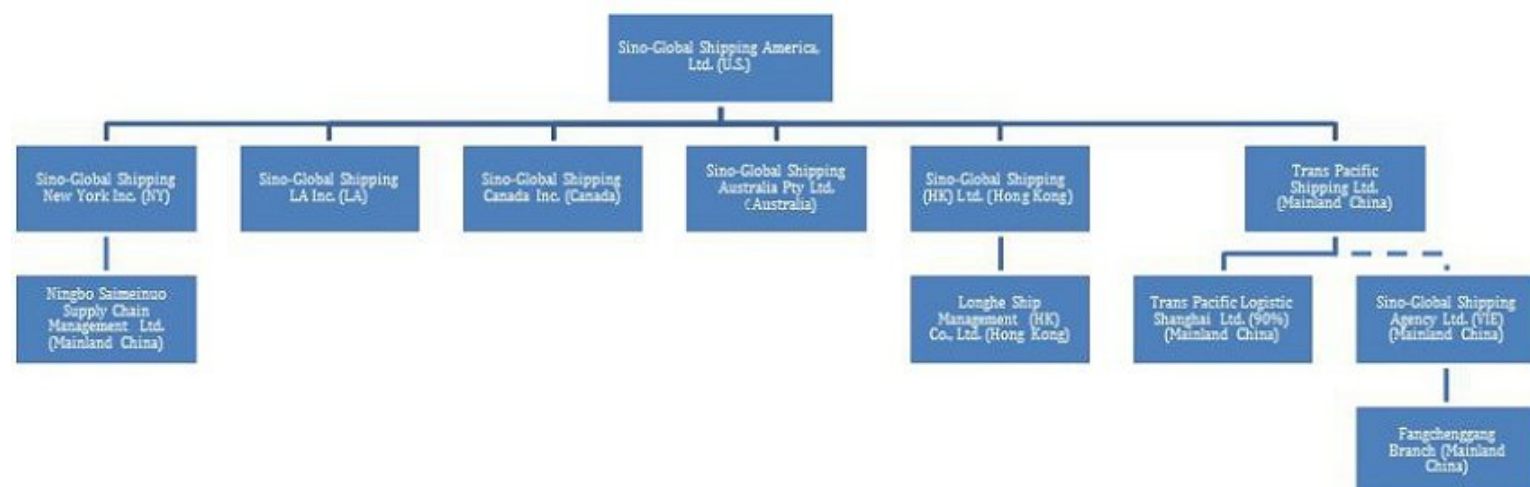 Sino-Global Shipping America,
Ltd. (U.S.)
Sino-Global Shipping
New York Inc. (NY)
Sino-Global Shipping
LA Inc. (LA)
Sino-Global Shipping
Canada Inc. (Canada)
Sino-Global Shipping
Australia Pty Ltd.
(Australia)
Sino-Global Shipping
(HK) Ltd. (Hong Kong)
Trans Pacific
Shipping Ltd.
(Mainland China)
Ningbo Saimeinuo
Supply Chain
Management Ltd.
(Mainland China)
Longhe Ship
Management (HK)
Co., Ltd. (Hong Kong)
Trans Pacific Logistic
Shanghai Ltd. (90%)
(Mainland China)
Sino-Global Shipping
Agency Ltd. (VIE)
(Mainland China)
Fangchenggang
Branch (Mainland
China)